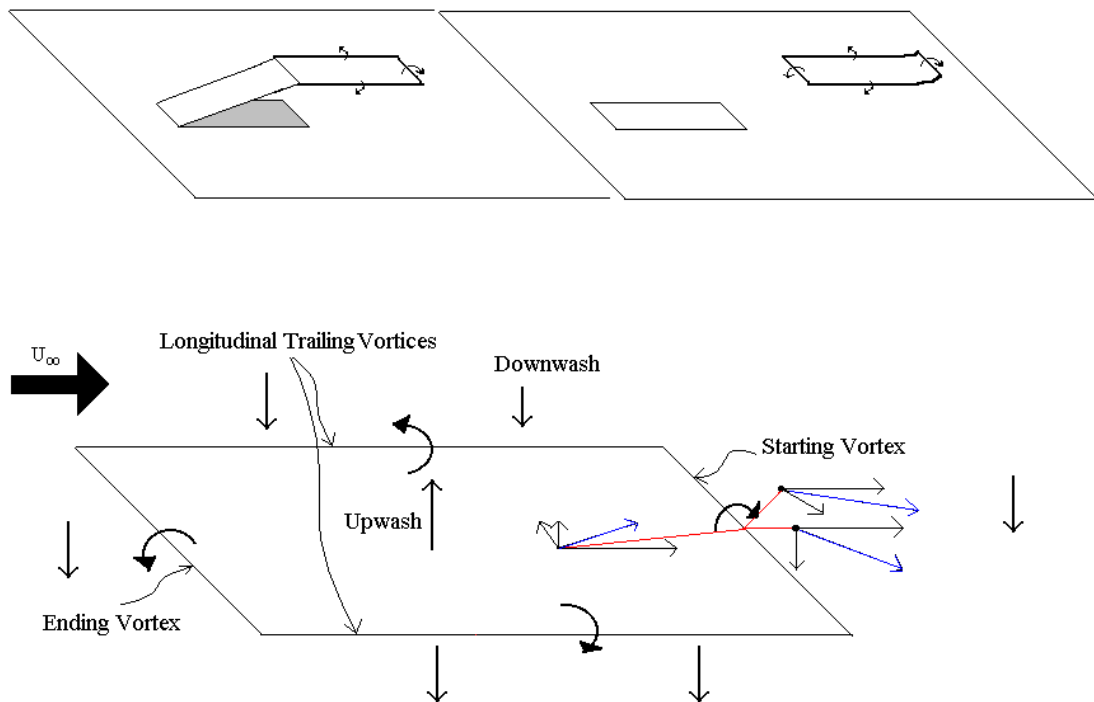 Longitudinal Trailing Vortices
U∞
Downwash
Starting Vortex
Upwash
Ending Vortex